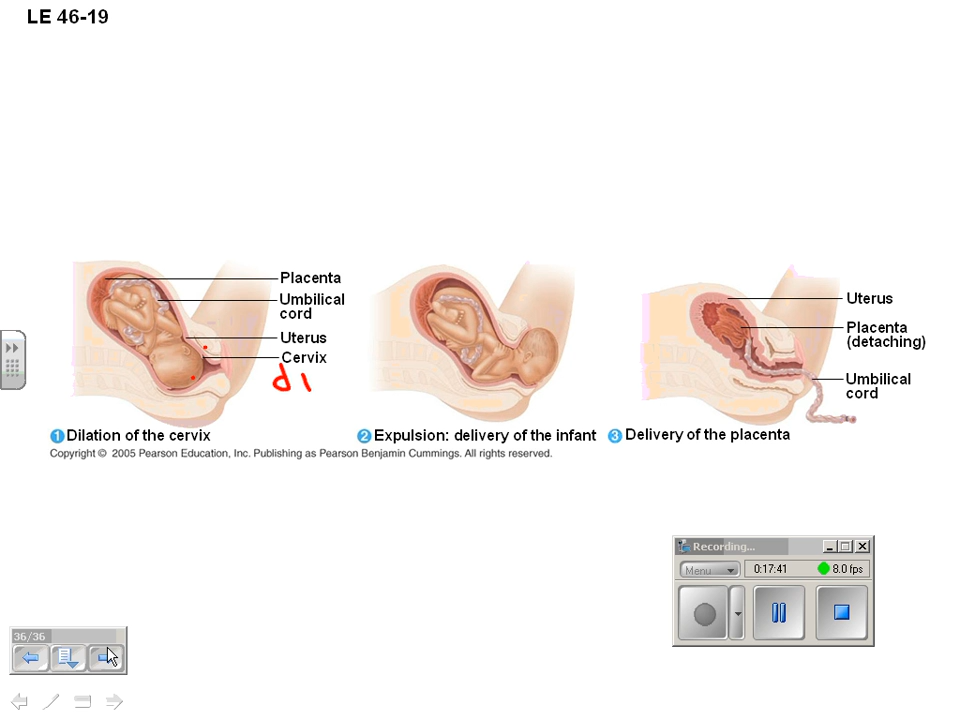 LE 46-19
Placenta
Umbilical
cord
Uterus
Cervix
di
1 Dilation of the cervix
2 Expulsion: delivery of the infant
Uterus
Placenta
(detaching)
Umbilical
cord
3 Delivery of the placenta
Copyright © 2005 Pearson Education, Inc. Publishing as Pearson Benjamin Cummings. All rights reserved.
Recording...
Menu
0:17:41
8.0 fps
36/36